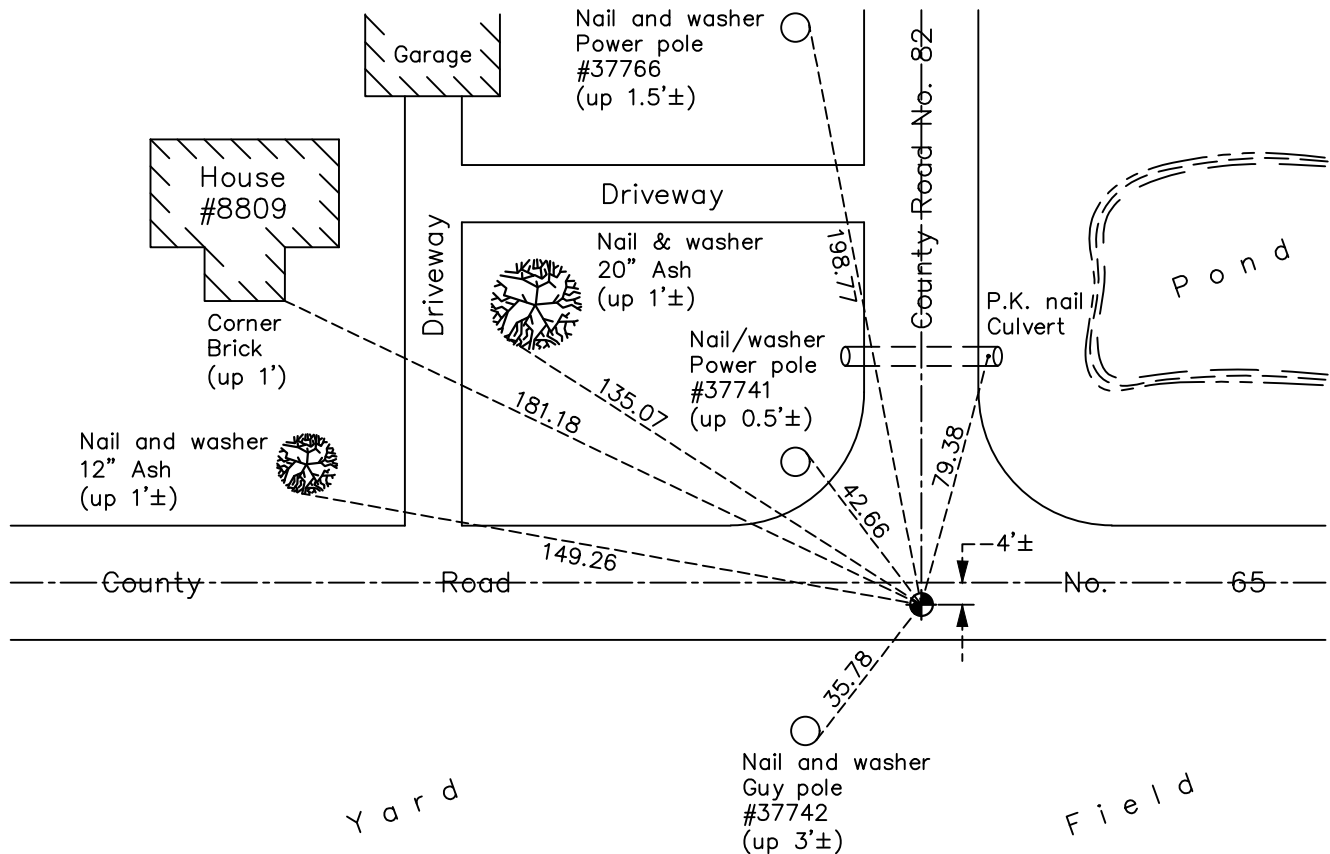 Nail and washer
Power pole
#37766
(up 1.5'±)
Garage
County Road No. 82
House
#8809
Driveway
Driveway
Nail & washer
20" Ash
(up 1'±)
198.77
Pond
P.K. nail
Culvert
Corner
Brick
(up 1')
Nail/washer
Power pole
#37741
(up 0.5'±)
135.07
181.18
Nail and washer
12" Ash
(up 1'±)
79.38
42.66
149.26
4'±
County Road No. 65
35.78
Nail and washer
Guy pole
#37742
(up 3'±)
Yard
Field